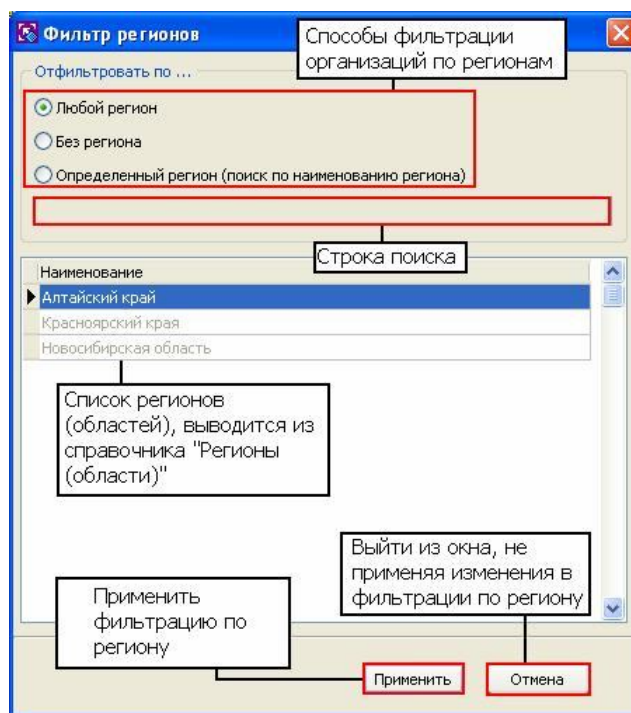 Фильтр регионов
Способы фильтрации
организаций по регионам
Отфильтровать по ...
Любой регион
Без региона
Определенный регион (поиск по наименованию региона)
Строка поиска
Наименование
Алтайский край
Красноярский края
Новосибирская область
Список регионов
(областей), выводится из
справочника "Регионы
(области)"
Выйти из окна, не
применяя изменения в
фильтрации по региону
Применить
фильтрацию по
региону
Применить
Отмена